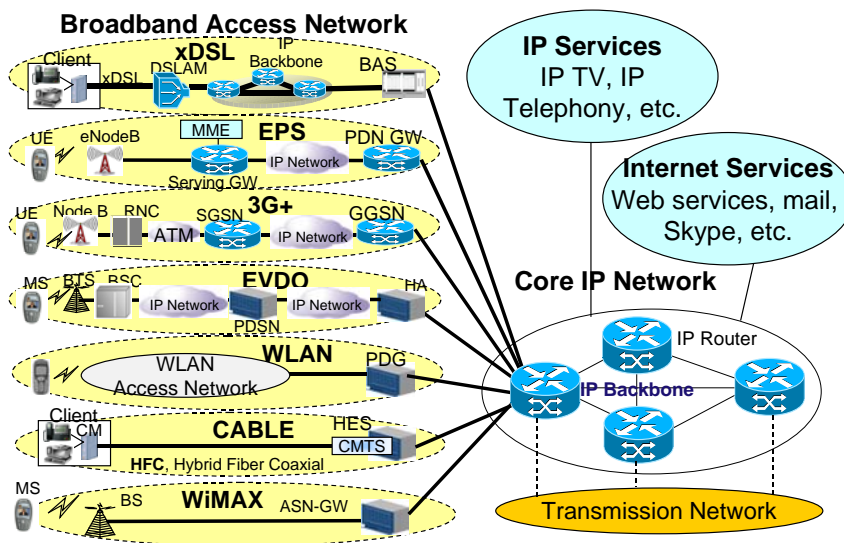 Broadband Access Network
xDSL
Client
xDSL
DSLAM
IP
Backbone
BAS
EPS
UE
eNodeB
MME
Serving GW
IP Network
PDN GW
3G+
UE
Node B
RNC
ATM
SGSN
IP Network
GGSN
EVDO
MS
BTS
BSC
IP Network
PDSN
IP Network
HA
WLAN
WLAN
Access Network
PDG
CABLE
Client
CM
HES
CMTS
HFC, Hybrid Fiber Coaxial
WiMAX
MS
BS
ASN-GW
IP Services
IP TV, IP
Telephony, etc.
Internet Services
Web services, mail,
Skype, etc.
Core IP Network
IP Router
IP Backbone
Transmission Network